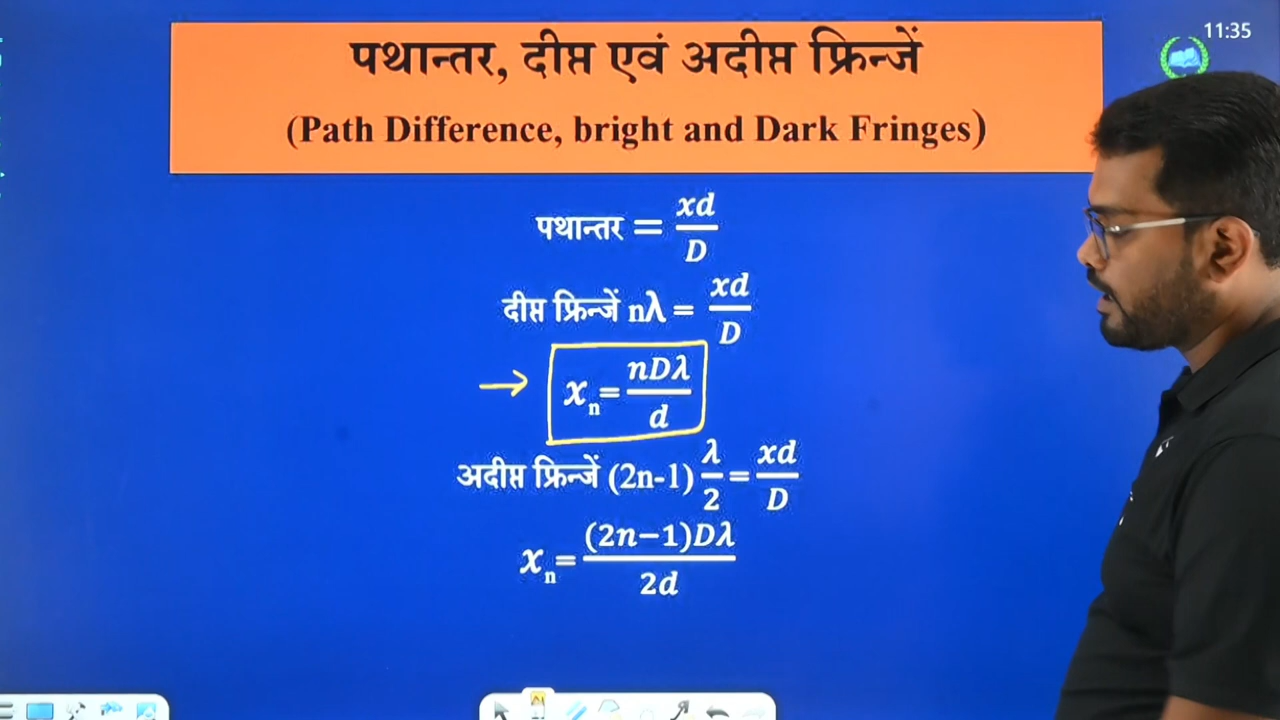 11:35
पथान्तर, दीप्त एवं अदीप्त फ्रिन्जें
(Path Difference, bright and Dark Fringes)
पथान्तर = xd/D
दीप्त फ्रिन्जें nλ = xd/D
→ xₙ = nDλ/d
अदीप्त फ्रिन्जें (2n-1) λ/2 = xd/D
xₙ = (2n−1)Dλ/2d